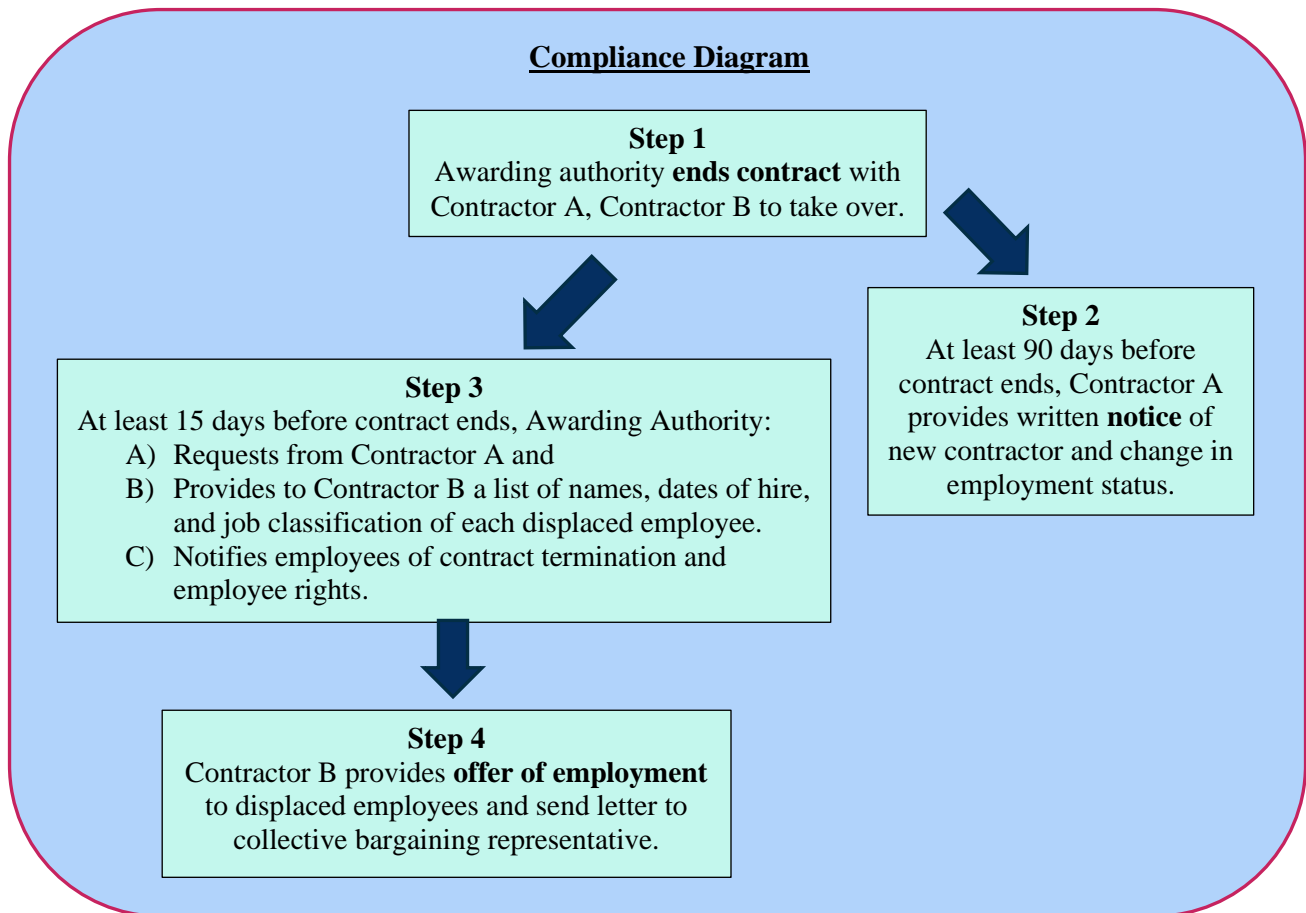 Compliance Diagram
Step 1
Awarding authority ends contract with
Contractor A, Contractor B to take over.
Step 2
At least 90 days before
contract ends, Contractor A
provides written notice of
new contractor and change in
employment status.
Step 3
At least 15 days before contract ends, Awarding Authority:
A) Requests from Contractor A and
B) Provides to Contractor B a list of names, dates of hire,
and job classification of each displaced employee.
C) Notifies employees of contract termination and
employee rights.
Step 4
Contractor B provides offer of employment
to displaced employees and send letter to
collective bargaining representative.